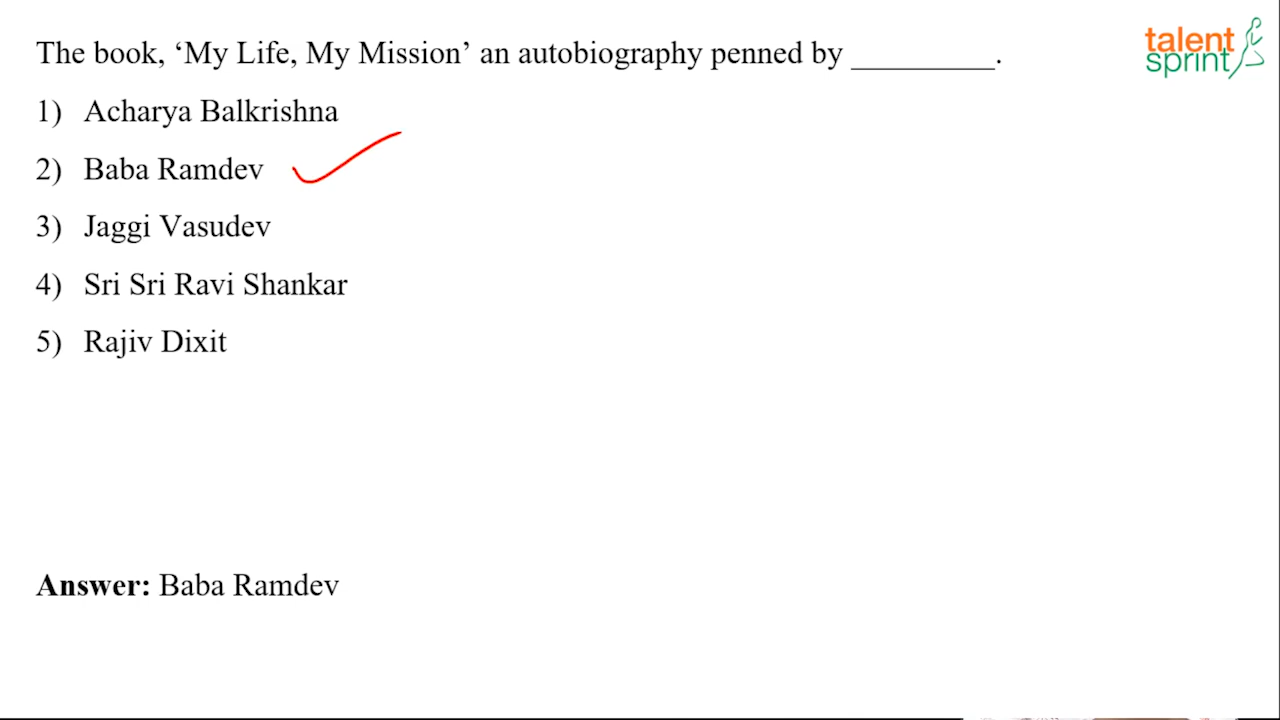 The book, ‘My Life, My Mission’ an autobiography penned by _________.
talent
sprint
1) Acharya Balkrishna
2) Baba Ramdev
3) Jaggi Vasudev
4) Sri Sri Ravi Shankar
5) Rajiv Dixit
Answer: Baba Ramdev